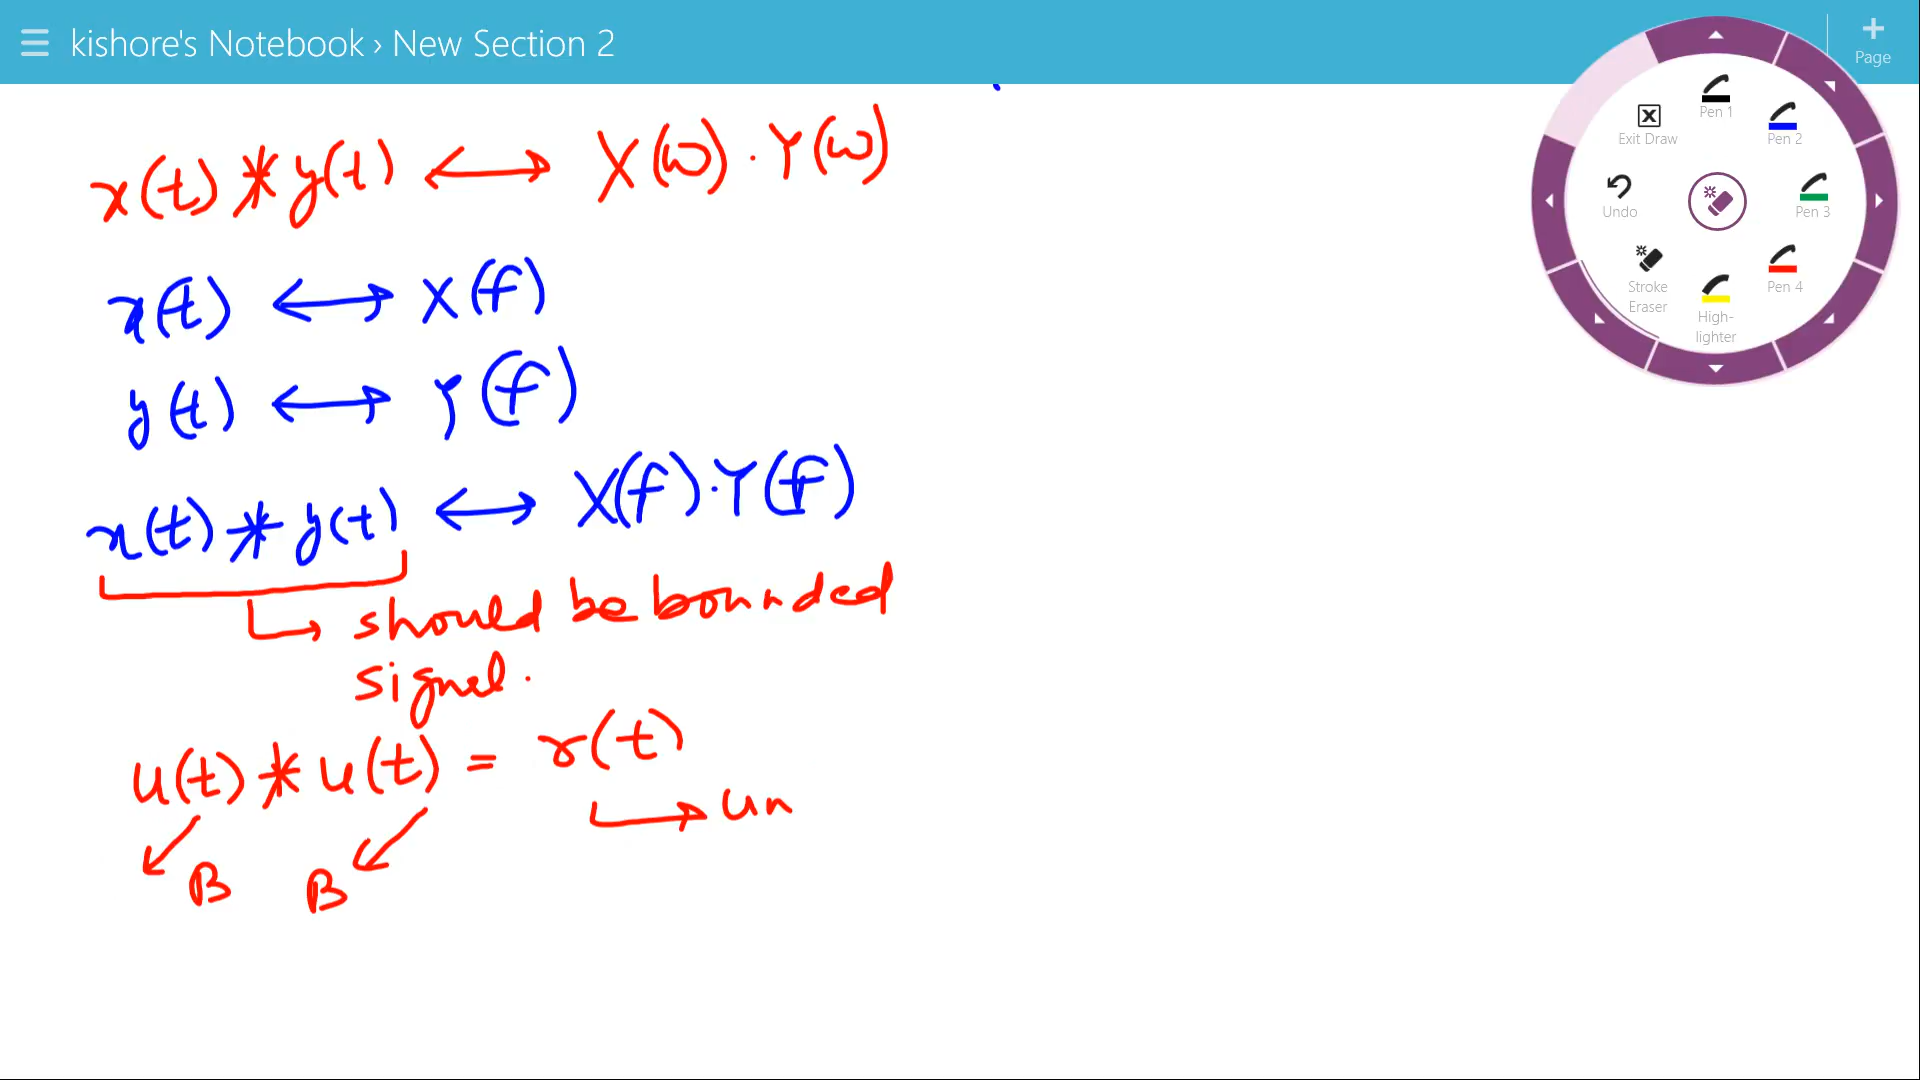 kishore's Notebook › New Section 2
Page
Pen 1
Exit Draw
Pen 2
Undo
Pen 3
Stroke
Eraser
Pen 4
High-
lighter
x(t) * y(t) ⟷ X(ω) · Y(ω)
x(t) ⟷ X(f)
y(t) ⟷ Y(f)
x(t) * y(t) ⟷ X(f) · Y(f)
should be bounded
signal.
u(t) * u(t) = r(t)
un
B B